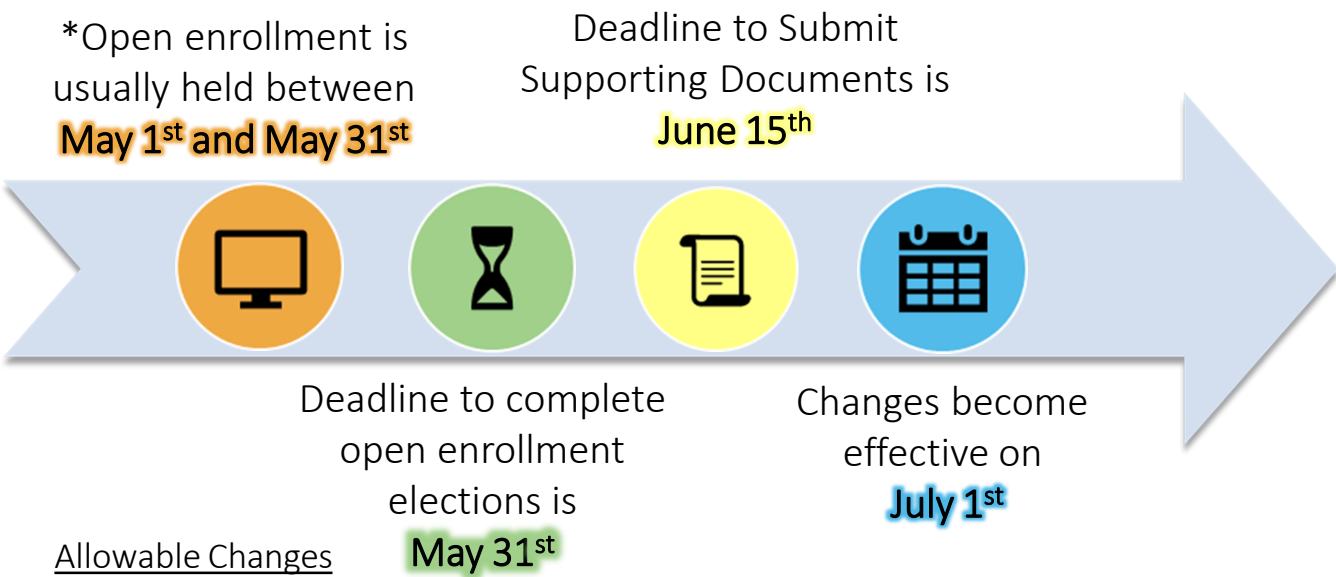 *Open enrollment is
usually held between
May 1st and May 31st
Deadline to Submit
Supporting Documents is
June 15th
Deadline to complete
open enrollment
elections is
May 31st
Changes become
effective on
July 1st
Allowable Changes